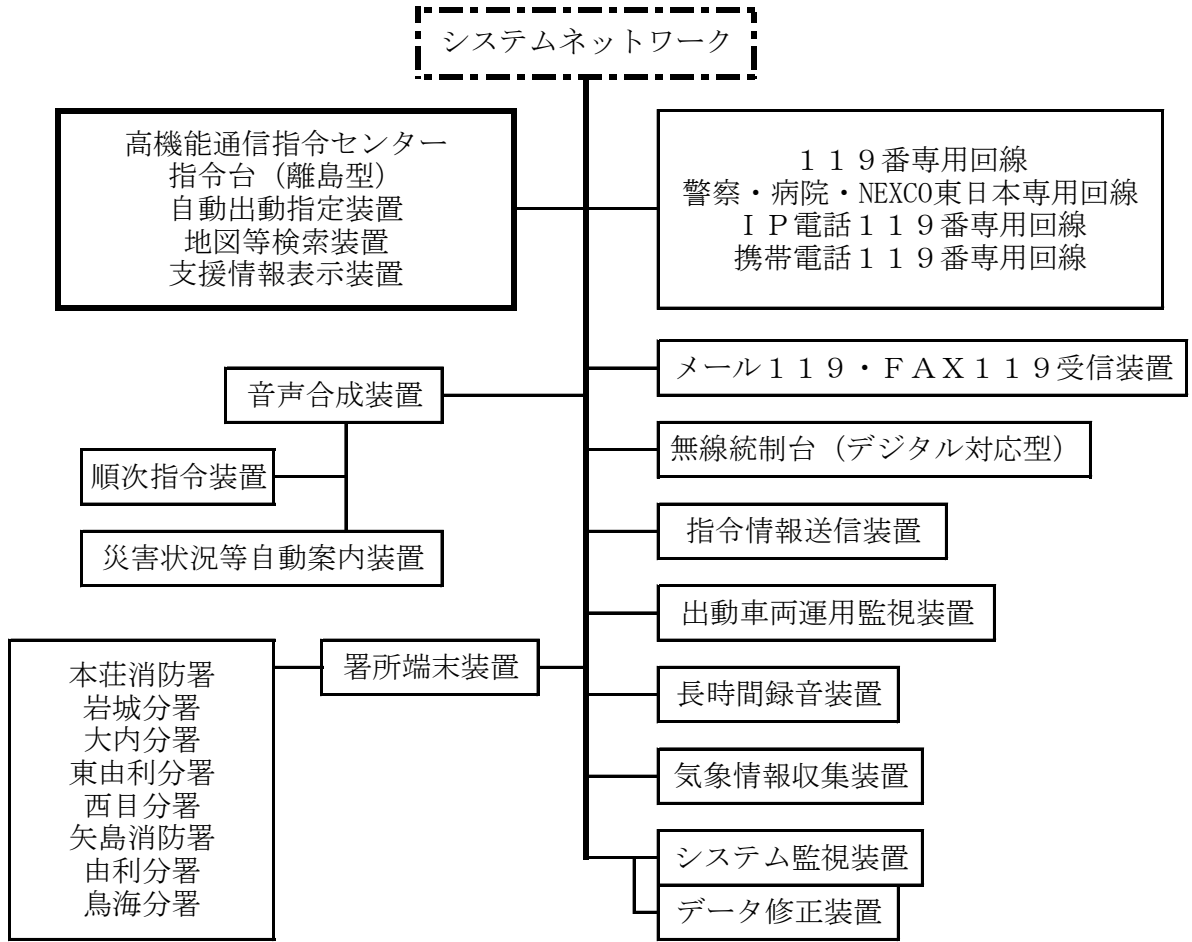 システムネットワーク
高機能通信指令センター
指令台（離島型）
自動出動指定装置
地図等検索装置
支援情報表示装置
１１９番専用回線
警察・病院・NEXCO東日本専用回線
ＩＰ電話１１９番専用回線
携帯電話１１９番専用回線
メール１１９・ＦＡＸ１１９受信装置
音声合成装置
無線統制台（デジタル対応型）
順次指令装置
指令情報送信装置
災害状況等自動案内装置
出動車両運用監視装置
署所端末装置
本荘消防署
岩城分署
大内分署
東由利分署
西目分署
矢島消防署
由利分署
鳥海分署
長時間録音装置
気象情報収集装置
システム監視装置
データ修正装置